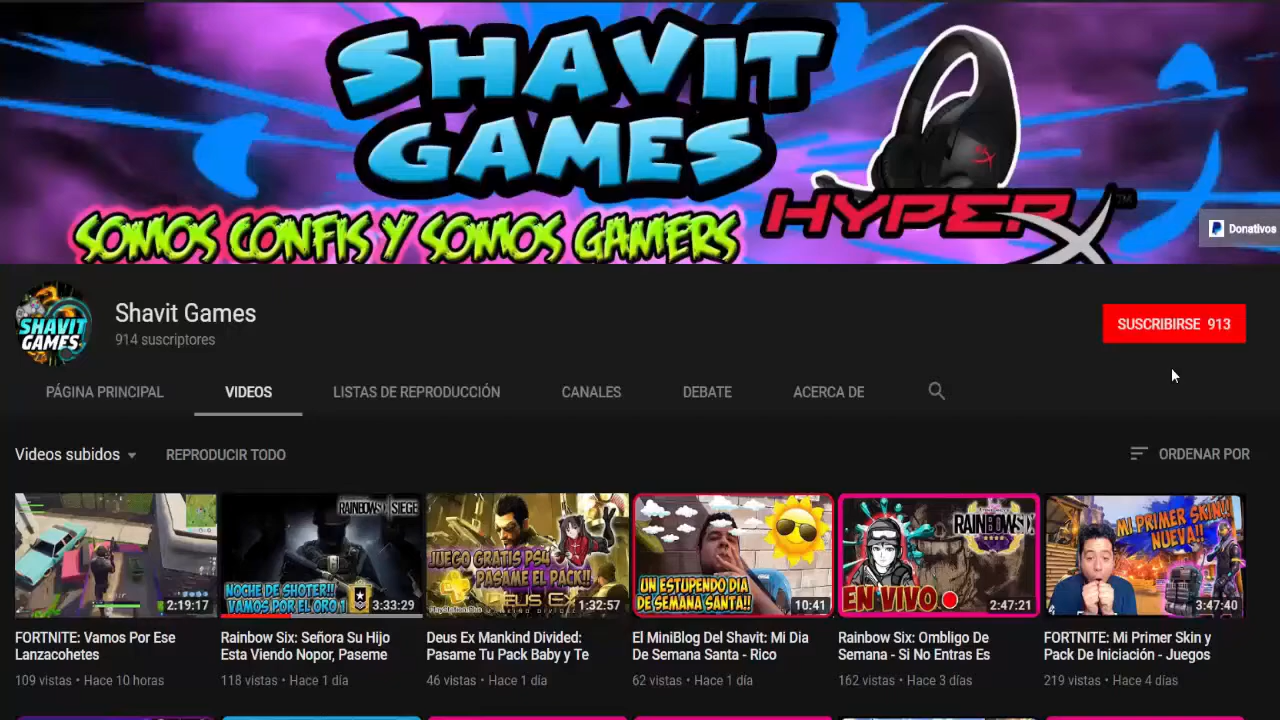 SHAVIT
GAMES
SOMOS CONFIS Y SOMOS GAMERS
HYPERX
TM
Donativos
SHAVIT
GAMES
Shavit Games
914 suscriptores
SUSCRIBIRSE 913
PÁGINA PRINCIPAL VIDEOS LISTAS DE REPRODUCCIÓN CANALES DEBATE ACERCA DE
Videos subidos REPRODUCIR TODO ORDENAR POR
2:19:17
RAINBOW SIX SIEGE
NOCHE DE SHOTER!!
VAMOS POR EL ORO 1
3:33:29
JUEGO GRATIS PS4
PASAME EL PACK!!
DEUS EX
1:32:57
UN ESTUPENDO DIA
DE SEMANA SANTA!!
10:41
RAINBOW SIX
EN VIVO
2:47:21
MI PRIMER SKIN!!
NUEVA!!
3:47:40
FORTNITE: Vamos Por Ese
Lanzacohetes
109 vistas • Hace 10 horas
Rainbow Six: Señora Su Hijo
Esta Viendo Nopor, Paseme
118 vistas • Hace 1 día
Deus Ex Mankind Divided:
Pasame Tu Pack Baby y Te
46 vistas • Hace 1 día
El MiniBlog Del Shavit: Mi Dia
De Semana Santa - Rico
62 vistas • Hace 1 día
Rainbow Six: Ombligo De
Semana - Si No Entras Es
162 vistas • Hace 3 días
FORTNITE: Mi Primer Skin y
Pack De Iniciación - Juegos
219 vistas • Hace 4 días